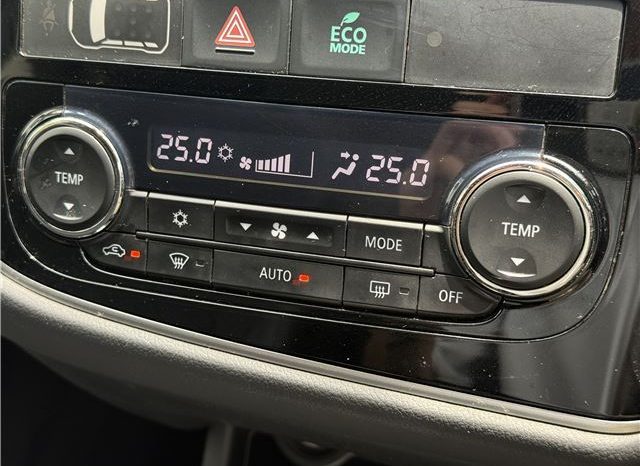 ECO
MODE
25.0 25.0
TEMP
TEMP
MODE
AUTO
OFF